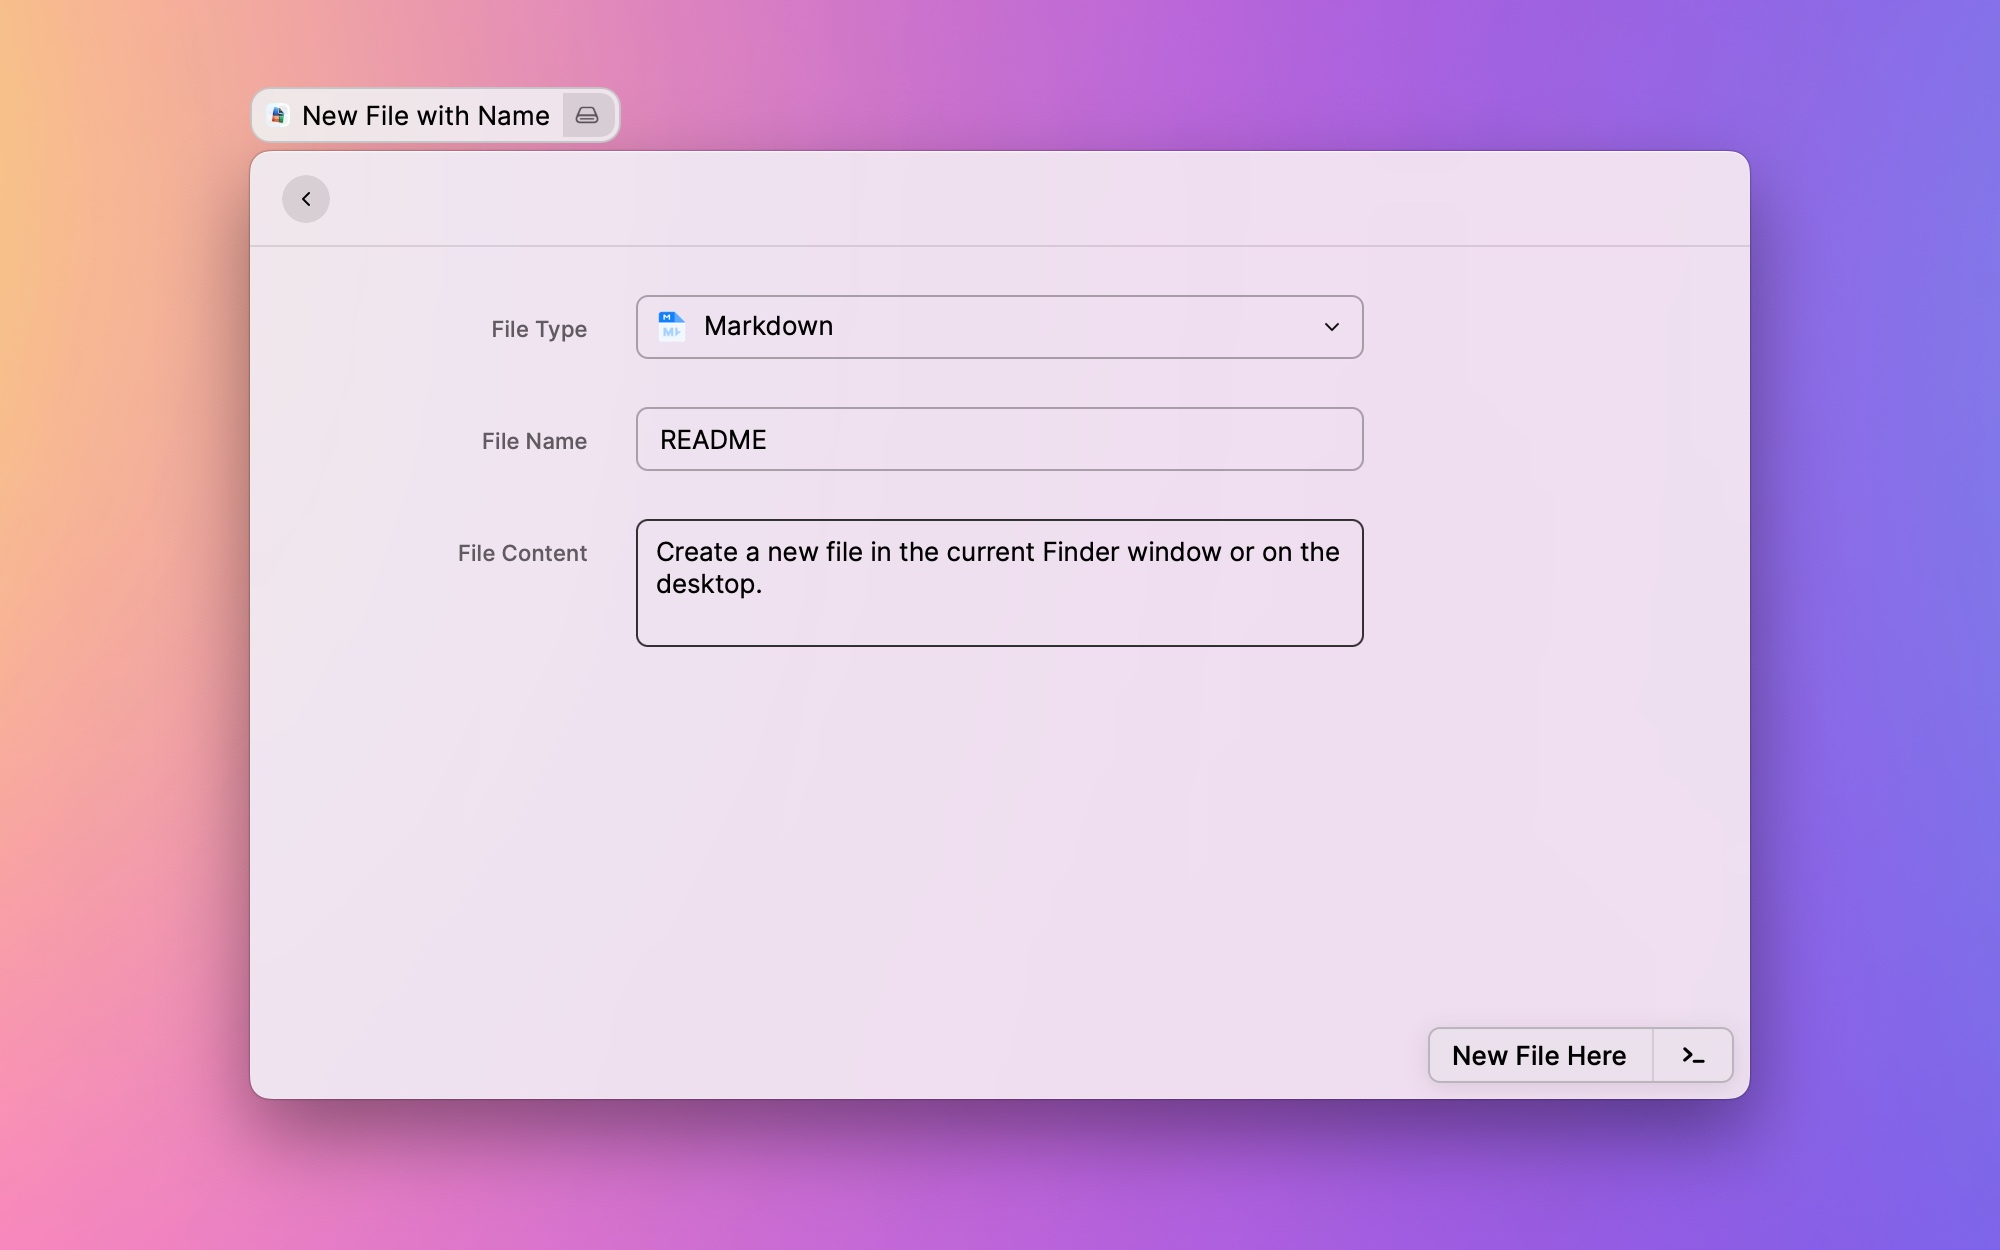 New File with Name
File Type
Markdown
File Name
README
File Content
Create a new file in the current Finder window or on the
desktop.
New File Here